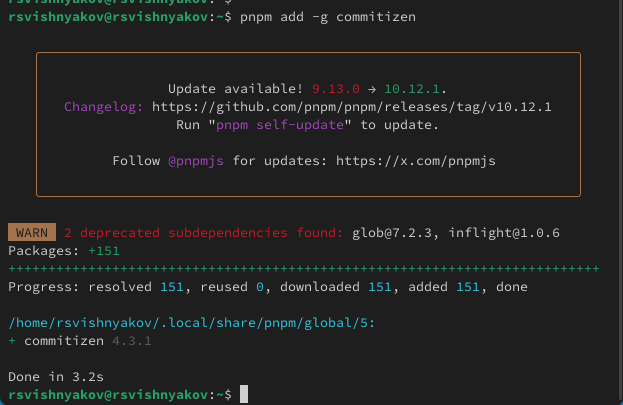 rsvishnyakov@rsvishnyakov:~$ pnpm add -g commitizen
Update available! 9.13.0 → 10.12.1.
Changelog: https://github.com/pnpm/pnpm/releases/tag/v10.12.1
Run "pnpm self-update" to update.
Follow @pnpmjs for updates: https://x.com/pnpmjs
WARN 2 deprecated subdependencies found: glob@7.2.3, inflight@1.0.6
Packages: +151
++++++++++++++++++++++++++++++++++++++++++++++++++++++++++++++++++++++++++
Progress: resolved 151, reused 0, downloaded 151, added 151, done
/home/rsvishnyakov/.local/share/pnpm/global/5:
+ commitizen 4.3.1
Done in 3.2s
rsvishnyakov@rsvishnyakov:~$